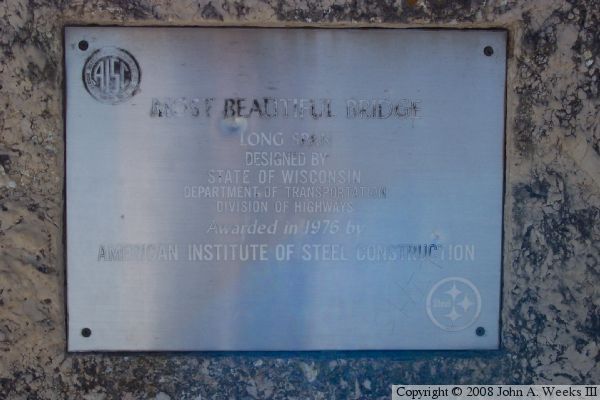 AISC
MOST BEAUTIFUL BRIDGE
LONG SPAN
DESIGNED BY
STATE OF WISCONSIN
DEPARTMENT OF TRANSPORTATION
DIVISION OF HIGHWAYS
Awarded in 1976 by
AMERICAN INSTITUTE OF STEEL CONSTRUCTION
Steel
Copyright © 2008 John A. Weeks III